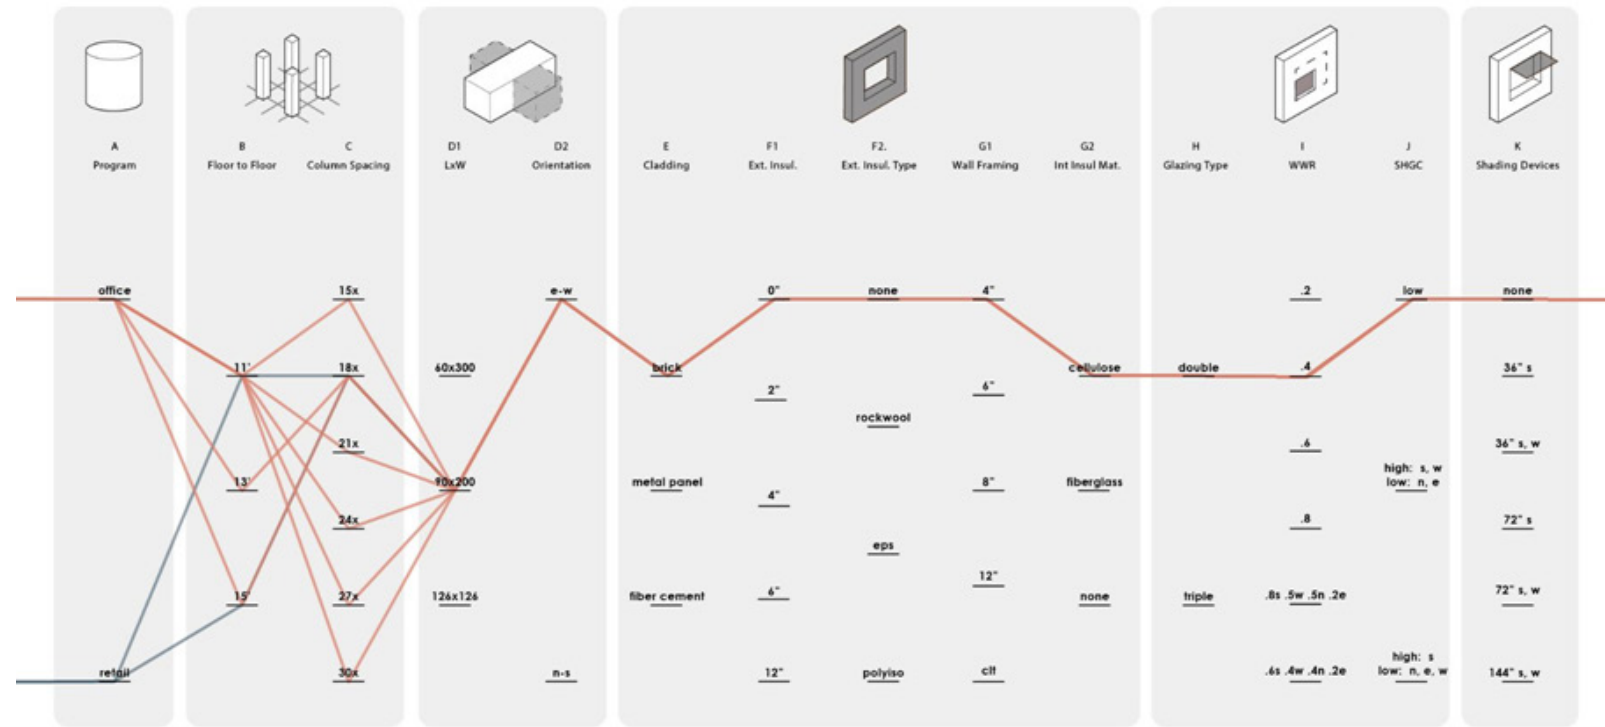 A B C D1 D2 E F1 F2. G1 G2 H I J K
Program Floor to Floor Column Spacing LxW Orientation Cladding Ext. Insul. Ext. Insul. Type Wall Framing Int Insul Mat. Glazing Type WWR SHGC Shading Devices
office 15x e-w 0" none 4" .2 low none
11' 18x 60x300 brick cellulose double .4 36" s
2" 6"
rockwool
21x .6 36" s, w
high: s, w
13' 90x200 metal panel 8" fiberglass low: n, e
4"
24x .8 72" s
eps
12"
15' 27x 126x126 fiber cement 6" none triple .8s .5w .5n .2e 72" s, w
high: s
retail 30x n-s 12" polyiso clt .6s .4w .4n .2e low: n, e, w 144" s, w